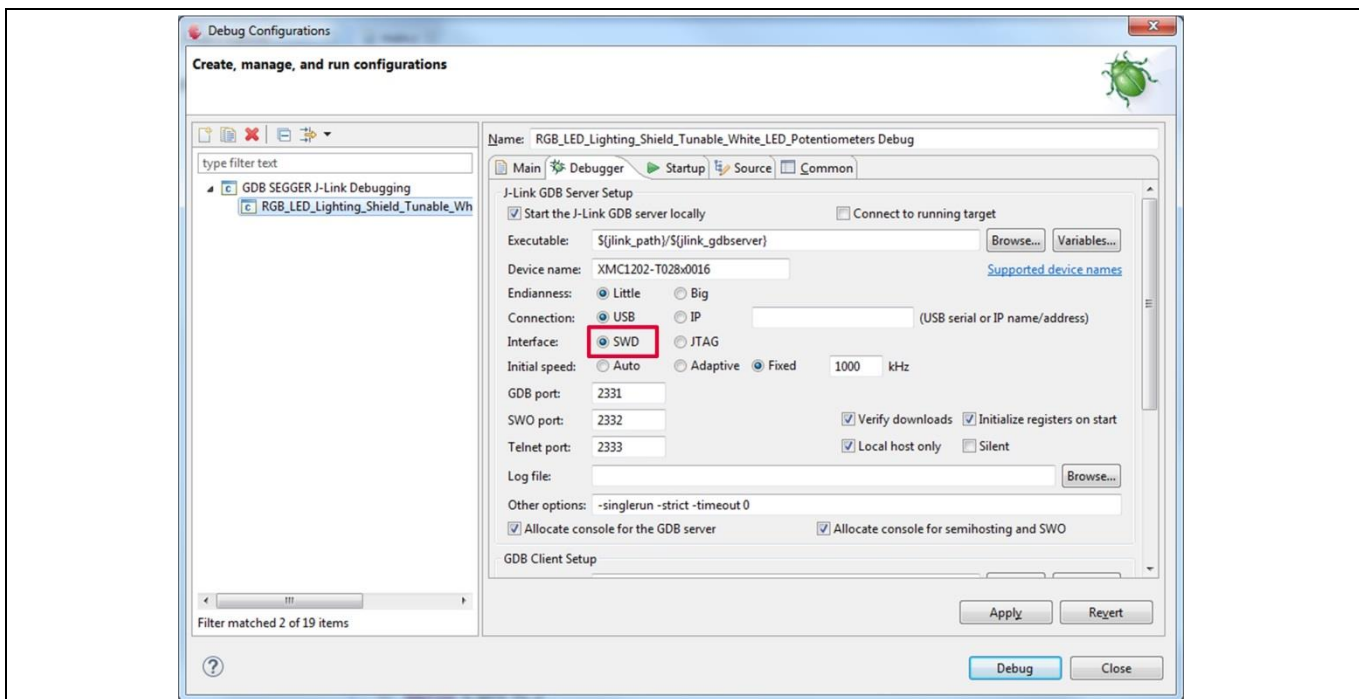 Debug Configurations
Create, manage, and run configurations
type filter text
GDB SEGGER J-Link Debugging
RGB_LED_Lighting_Shield_Tunable_Wh
Filter matched 2 of 19 items
Name: RGB_LED_Lighting_Shield_Tunable_White_LED_Potentiometers Debug
Main Debugger Startup Source Common
J-Link GDB Server Setup
Start the J-Link GDB server locally Connect to running target
Executable: ${jlink_path}/${jlink_gdbserver} Browse... Variables...
Device name: XMC1202-T028x0016 Supported device names
Endianness: Little Big
Connection: USB IP (USB serial or IP name/address)
Interface: SWD JTAG
Initial speed: Auto Adaptive Fixed 1000 kHz
GDB port: 2331
SWO port: 2332 Verify downloads Initialize registers on start
Telnet port: 2333 Local host only Silent
Log file: Browse...
Other options: -singlerun -strict -timeout 0
Allocate console for the GDB server Allocate console for semihosting and SWO
GDB Client Setup
Apply Revert
Debug Close